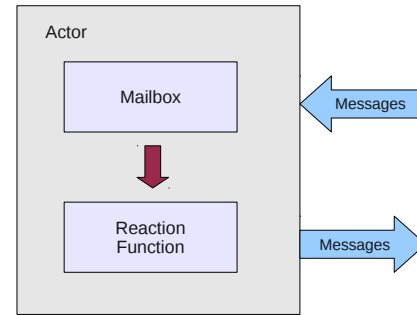 Actor
Mailbox
Messages
Reaction
Function
Messages